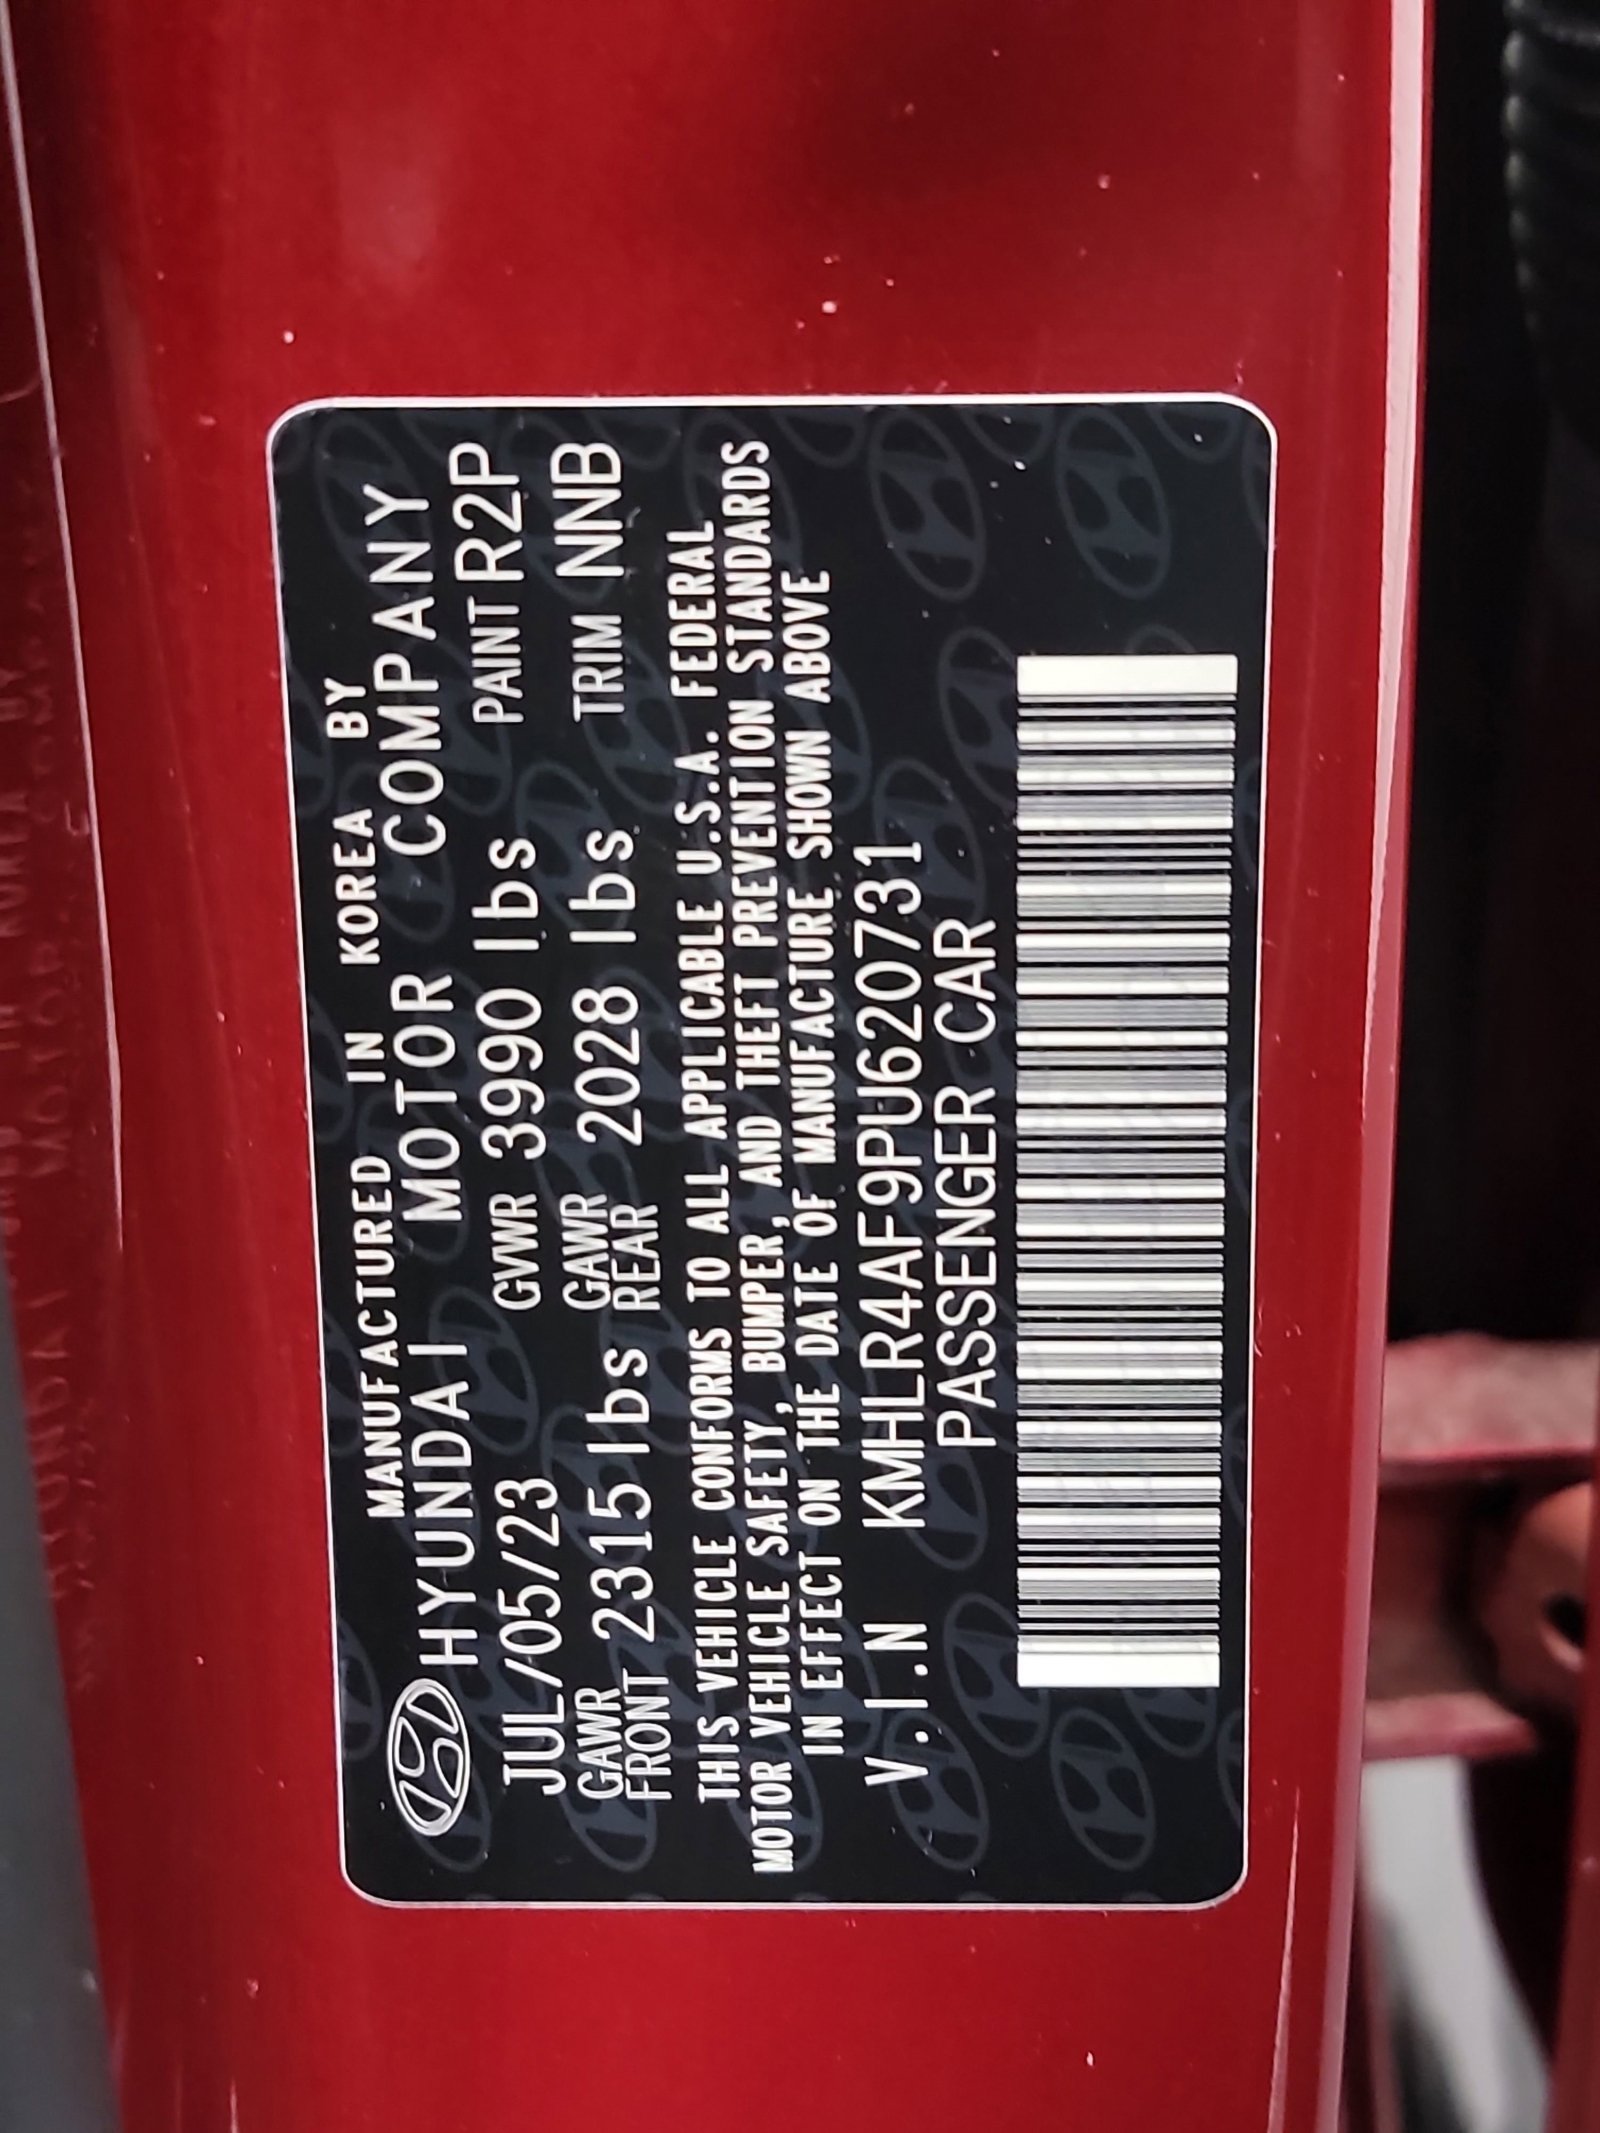 MANUFACTURED IN KOREA BY
HYUNDAI MOTOR COMPANY
JUL/05/23 GVWR 3990 lbs PAINT R2P
GAWR FRONT 2315 lbs GAWR REAR 2028 lbs TRIM NNB
THIS VEHICLE CONFORMS TO ALL APPLICABLE U.S.A. FEDERAL
MOTOR VEHICLE SAFETY, BUMPER, AND THEFT PREVENTION STANDARDS
IN EFFECT ON THE DATE OF MANUFACTURE SHOWN ABOVE
V.I.N KMHLR4AF9PU620731
PASSENGER CAR